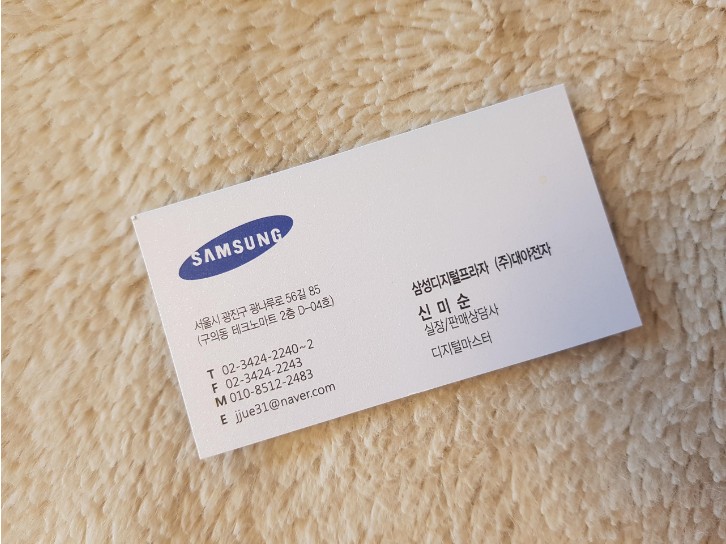 SAMSUNG
서울시 광진구 광나루로 56길 85
(구의동 테크노마트 2층 D-04호)
T 02-3424-2240~2
F 02-3424-2243
M 010-8512-2483
E jjue31@naver.com
삼성디지털프라자 (주)대야전자
신 미 순
실장/판매상담사
디지털마스터